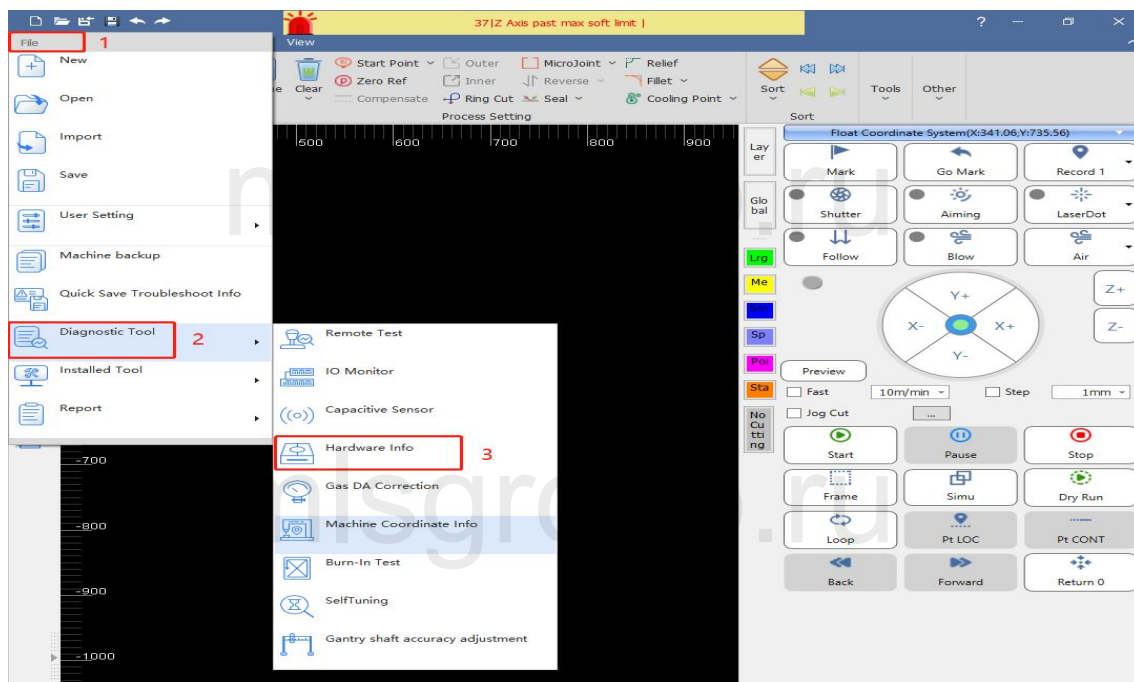 37|Z Axis past max soft limit |
File
1
View
New
Open
Import
Save
User Setting
Machine backup
Quick Save Troubleshoot Info
Diagnostic Tool
2
Installed Tool
Report
Remote Test
IO Monitor
Capacitive Sensor
Hardware Info
3
Gas DA Correction
Machine Coordinate Info
Burn-In Test
SelfTuning
Gantry shaft accuracy adjustment
Clear
Start Point
Outer
MicroJoint
Relief
Zero Ref
Inner
Reverse
Fillet
Compensate
Ring Cut
Seal
Cooling Point
Process Setting
Sort
Tools
Other
Sort
500
600
700
800
900
-700
-800
-900
-1000
Layer
Global
Lrg
Me
Sp
Poi
Sta
No Cutting
Float Coordinate System(X:341.06,Y:735.56)
Mark
Go Mark
Record 1
Shutter
Aiming
LaserDot
Follow
Blow
Air
Y+
X-
X+
Y-
Z+
Z-
Preview
Fast
10m/min
Step
1mm
Jog Cut
...
Start
Pause
Stop
Frame
Simu
Dry Run
Loop
Pt LOC
Pt CONT
Back
Forward
Return 0